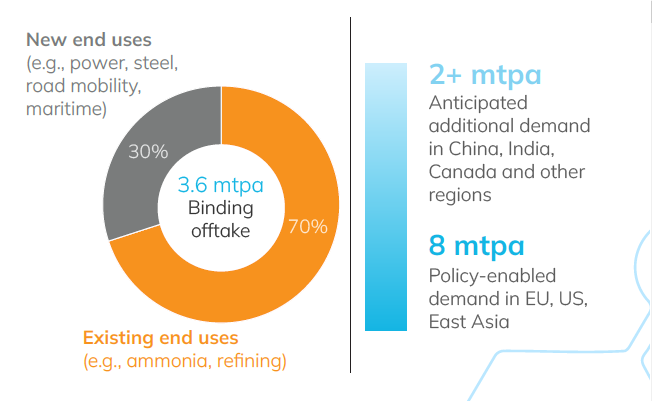 New end uses
(e.g., power, steel,
road mobility,
maritime)
30%
3.6 mtpa
Binding
offtake
70%
Existing end uses
(e.g., ammonia, refining)
2+ mtpa
Anticipated
additional demand
in China, India,
Canada and other
regions
8 mtpa
Policy-enabled
demand in EU, US,
East Asia